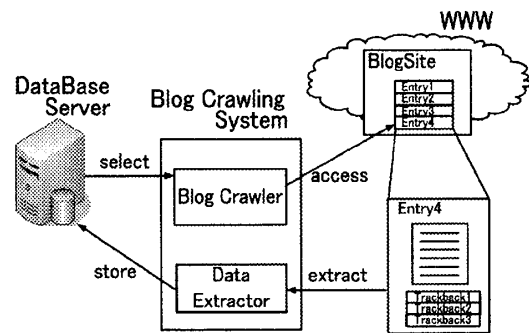 WWW
BlogSite
Entry1
Entry2
Entry3
Entry4
DataBase
Server
Blog Crawling
System
select
Blog Crawler
access
Entry4
store
Data
Extractor
extract
Trackback1
Trackback2
Trackback3